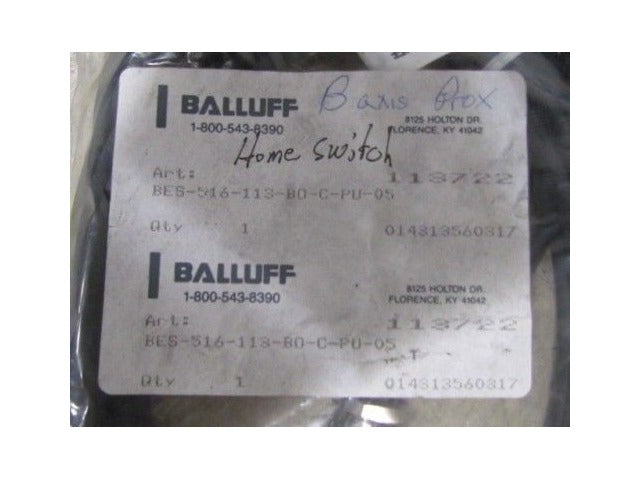 BALLUFF B axis Prox
1-800-543-8390
8125 HOLTON DR.
FLORENCE, KY 41042
Home Switch
Art: 113722
BES-516-113-BO-C-PU-05
Qty 1 014313560317
BALLUFF
1-800-543-8390
8125 HOLTON DR.
FLORENCE, KY 41042
Art: 113722
BES-516-113-BO-C-PU-05
Qty 1 014313560317